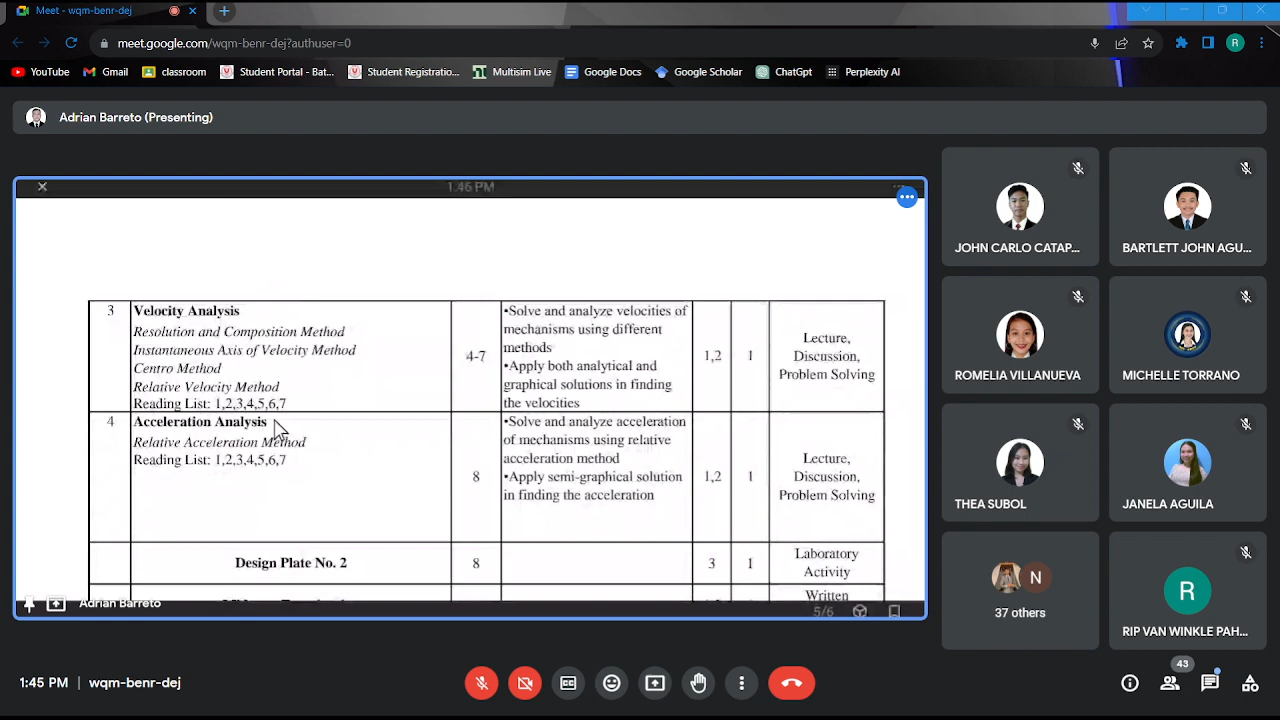 Meet - wqm-benr-dej
meet.google.com/wqm-benr-dej?authuser=0
YouTube
Gmail
classroom
Student Portal – Bat...
Student Registratio...
Multisim Live
Google Docs
Google Scholar
ChatGpt
Perplexity AI
R
Adrian Barreto (Presenting)
1:46 PM
3
Velocity Analysis
Resolution and Composition Method
Instantaneous Axis of Velocity Method
Centro Method
Relative Velocity Method
Reading List: 1,2,3,4,5,6,7
4-7
•Solve and analyze velocities of
mechanisms using different
methods
•Apply both analytical and
graphical solutions in finding
the velocities
1,2
1
Lecture,
Discussion,
Problem Solving
4
Acceleration Analysis
Relative Acceleration Method
Reading List: 1,2,3,4,5,6,7
8
•Solve and analyze acceleration
of mechanisms using relative
acceleration method
•Apply semi-graphical solution
in finding the acceleration
1,2
1
Lecture,
Discussion,
Problem Solving
Design Plate No. 2
8
3
1
Laboratory
Activity
Written
5/6
Adrian Barreto
JOHN CARLO CATAP...
BARTLETT JOHN AGU...
ROMELIA VILLANUEVA
MICHELLE TORRANO
THEA SUBOL
JANELA AGUILA
N
37 others
R
RIP VAN WINKLE PAH...
1:45 PM | wqm-benr-dej
43